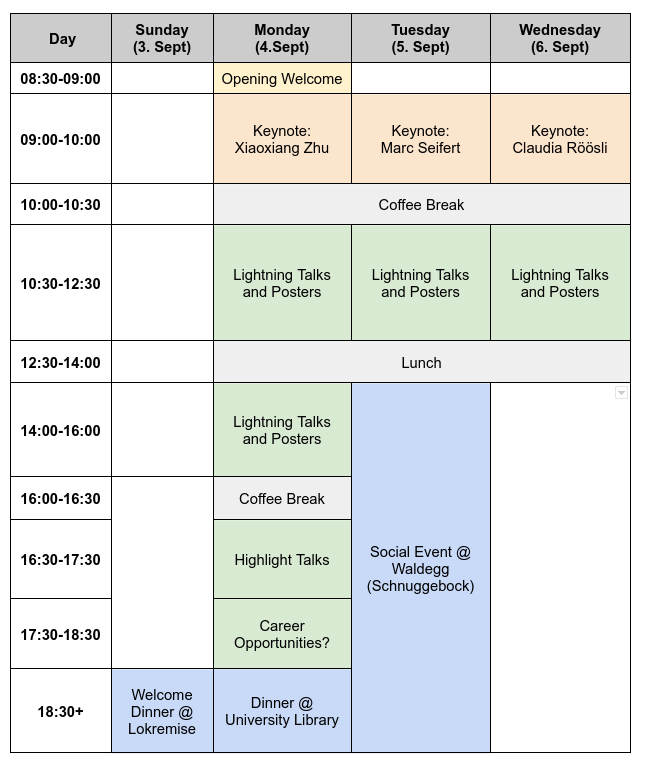 Day
Sunday
(3. Sept)
Monday
(4.Sept)
Tuesday
(5. Sept)
Wednesday
(6. Sept)
08:30-09:00
Opening Welcome
09:00-10:00
Keynote:
Xiaoxiang Zhu
Keynote:
Marc Seifert
Keynote:
Claudia Röösli
10:00-10:30
Coffee Break
10:30-12:30
Lightning Talks
and Posters
Lightning Talks
and Posters
Lightning Talks
and Posters
12:30-14:00
Lunch
14:00-16:00
Lightning Talks
and Posters
Social Event @
Waldegg
(Schnuggebock)
16:00-16:30
Coffee Break
16:30-17:30
Highlight Talks
17:30-18:30
Career
Opportunities?
18:30+
Welcome
Dinner @
Lokremise
Dinner @
University Library